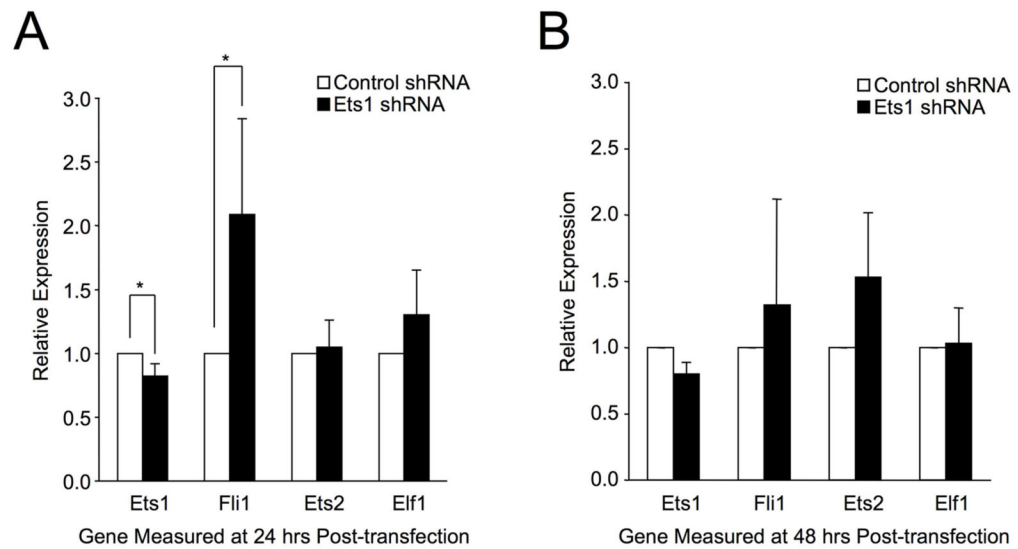 A
*
*
Control shRNA
Ets1 shRNA
3.0
2.5
2.0
1.5
1.0
0.5
0.0
Relative Expression
Ets1 Fli1 Ets2 Elf1
Gene Measured at 24 hrs Post-transfection
B
Control shRNA
Ets1 shRNA
3.0
2.5
2.0
1.5
1.0
0.5
0.0
Relative Expression
Ets1 Fli1 Ets2 Elf1
Gene Measured at 48 hrs Post-transfection